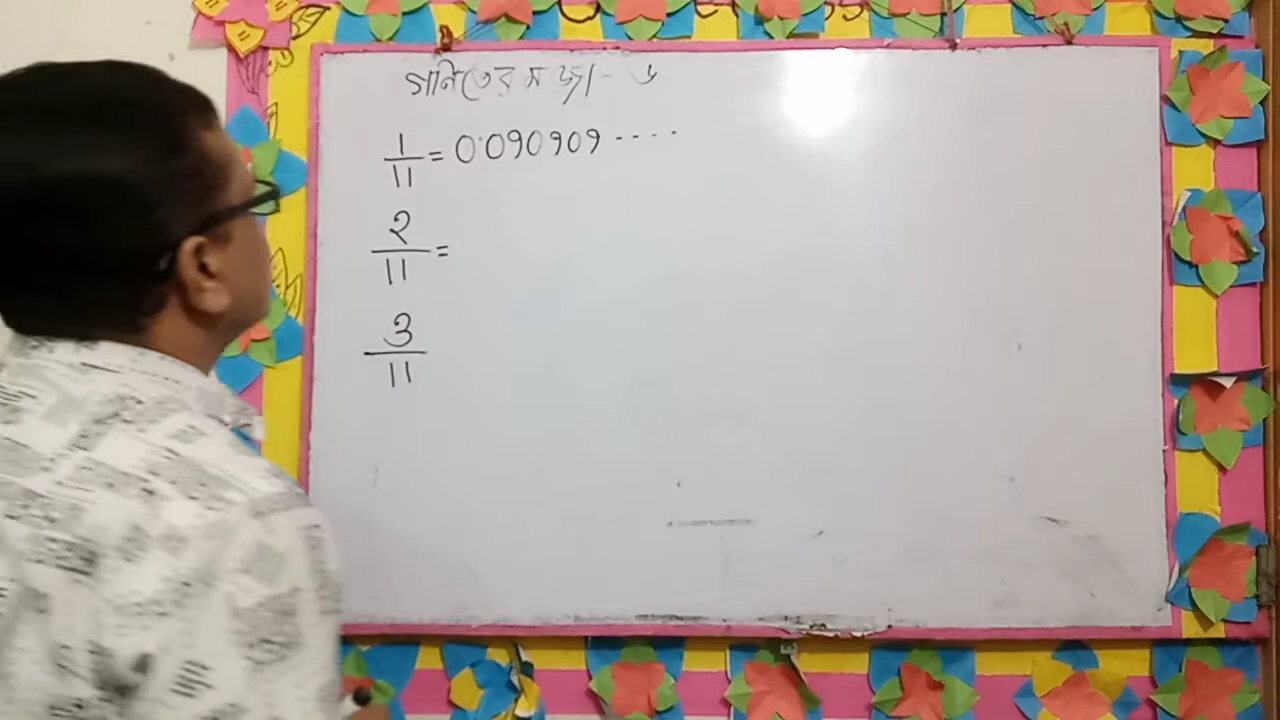 গনিতের মজা - ৬
1/11 = 0.090909 ....
2/11 =
3/11